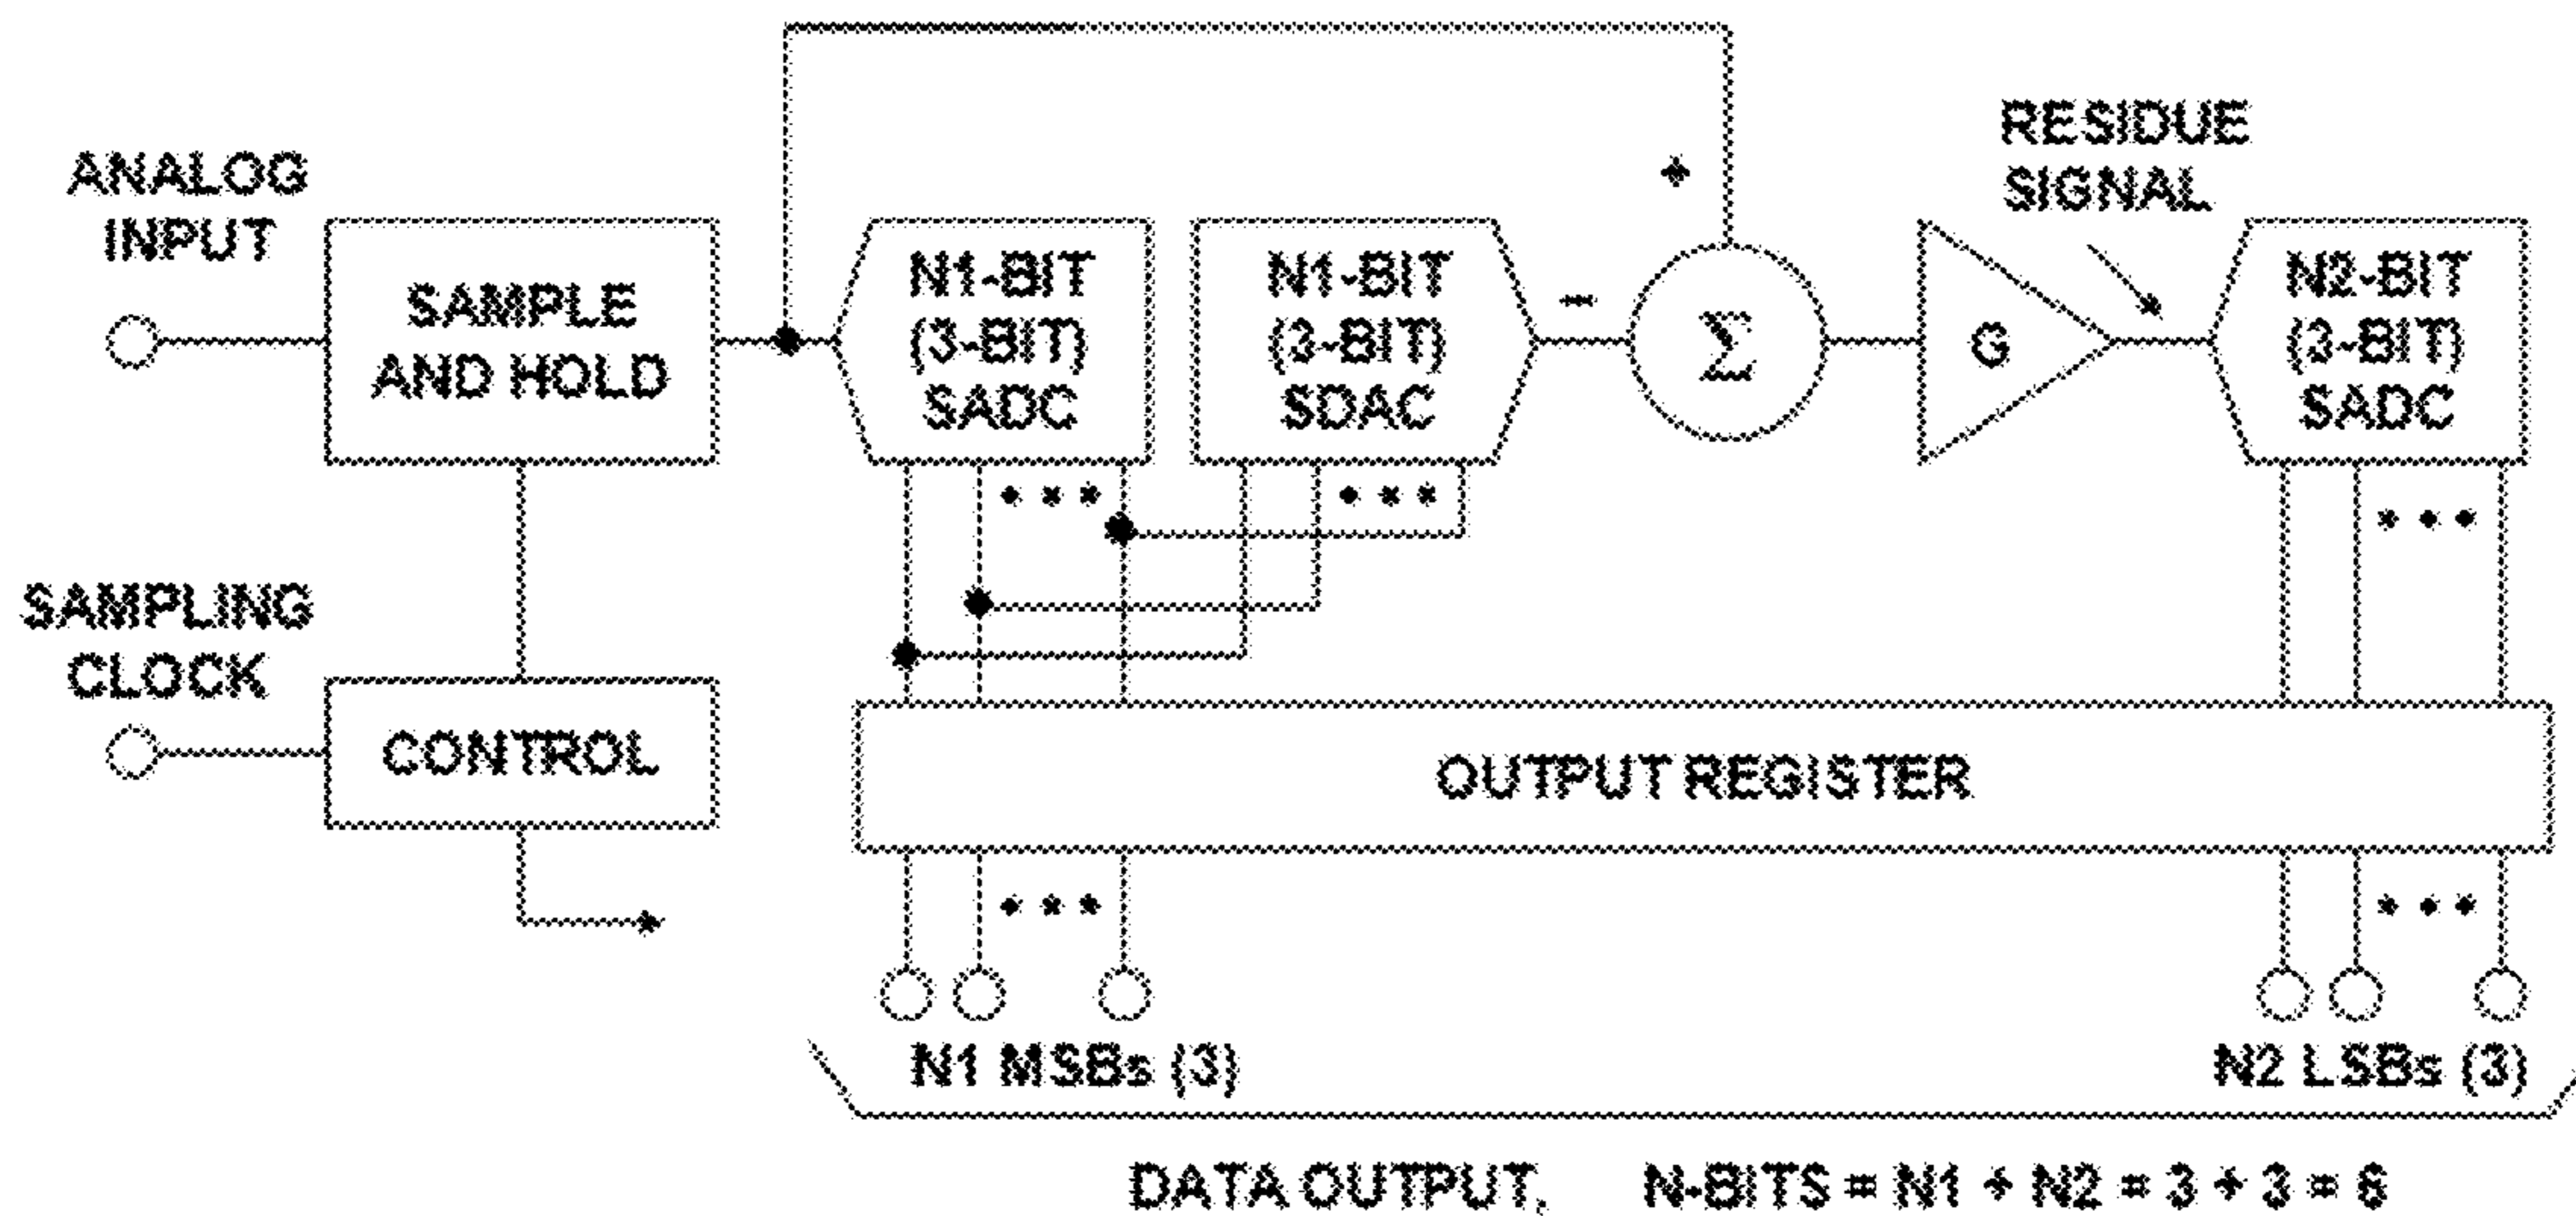 ANALOG
INPUT
SAMPLE
AND HOLD
N1-BIT
(3-BIT)
SADC
N1-BIT
(3-BIT)
SDAC
+
−
Σ
G
RESIDUE
SIGNAL
N2-BIT
(3-BIT)
SADC
SAMPLING
CLOCK
CONTROL
OUTPUT REGISTER
N1 MSBs (3)
N2 LSBs (3)
DATA OUTPUT, N-BITS = N1 + N2 = 3 + 3 = 6